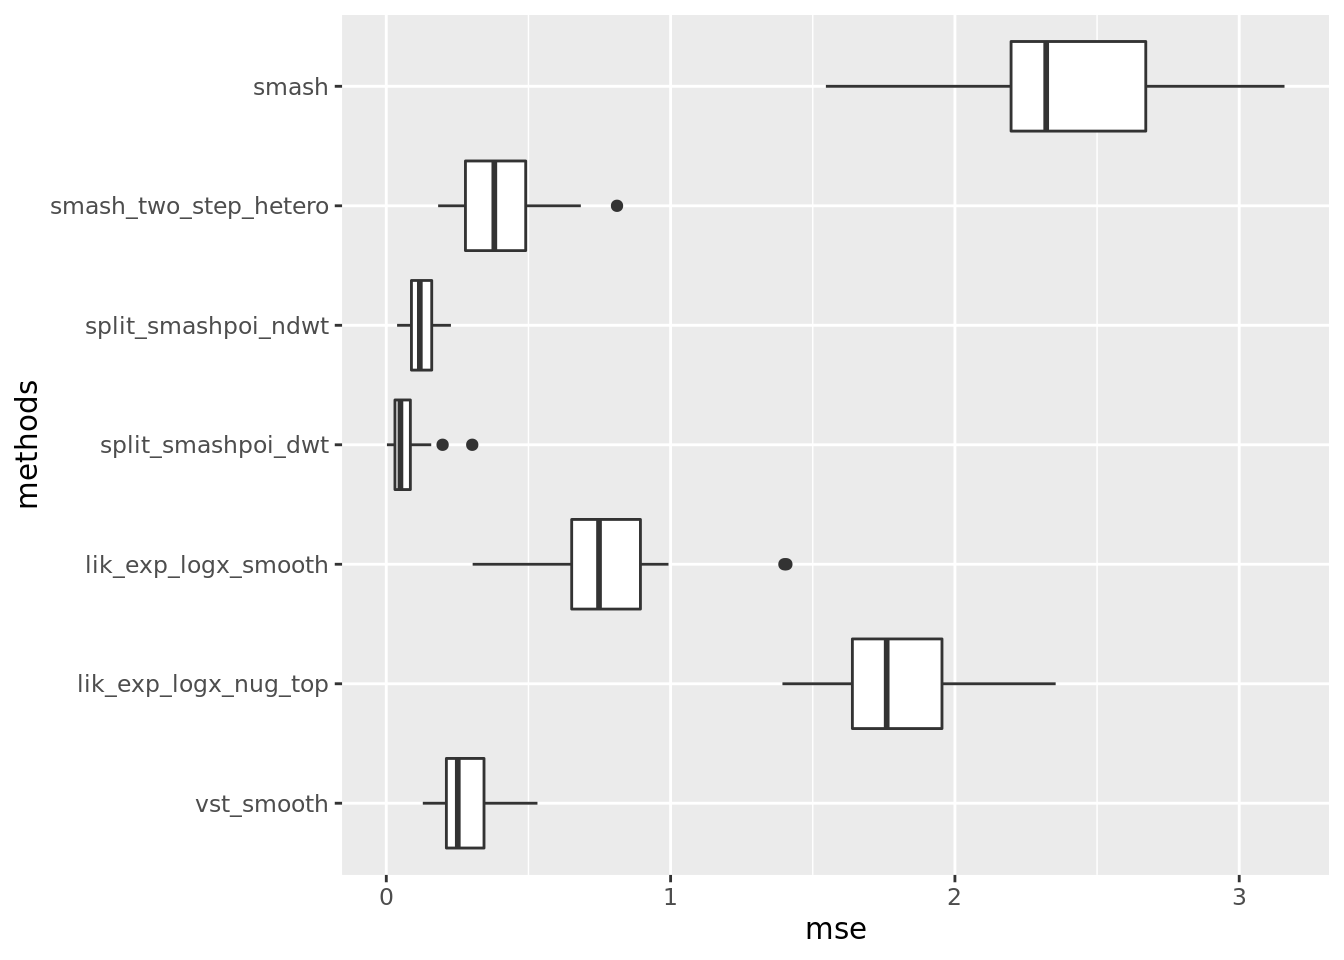 smash
smash_two_step_hetero
split_smashpoi_ndwt
split_smashpoi_dwt
lik_exp_logx_smooth
lik_exp_logx_nug_top
vst_smooth
methods
0 1 2 3
mse